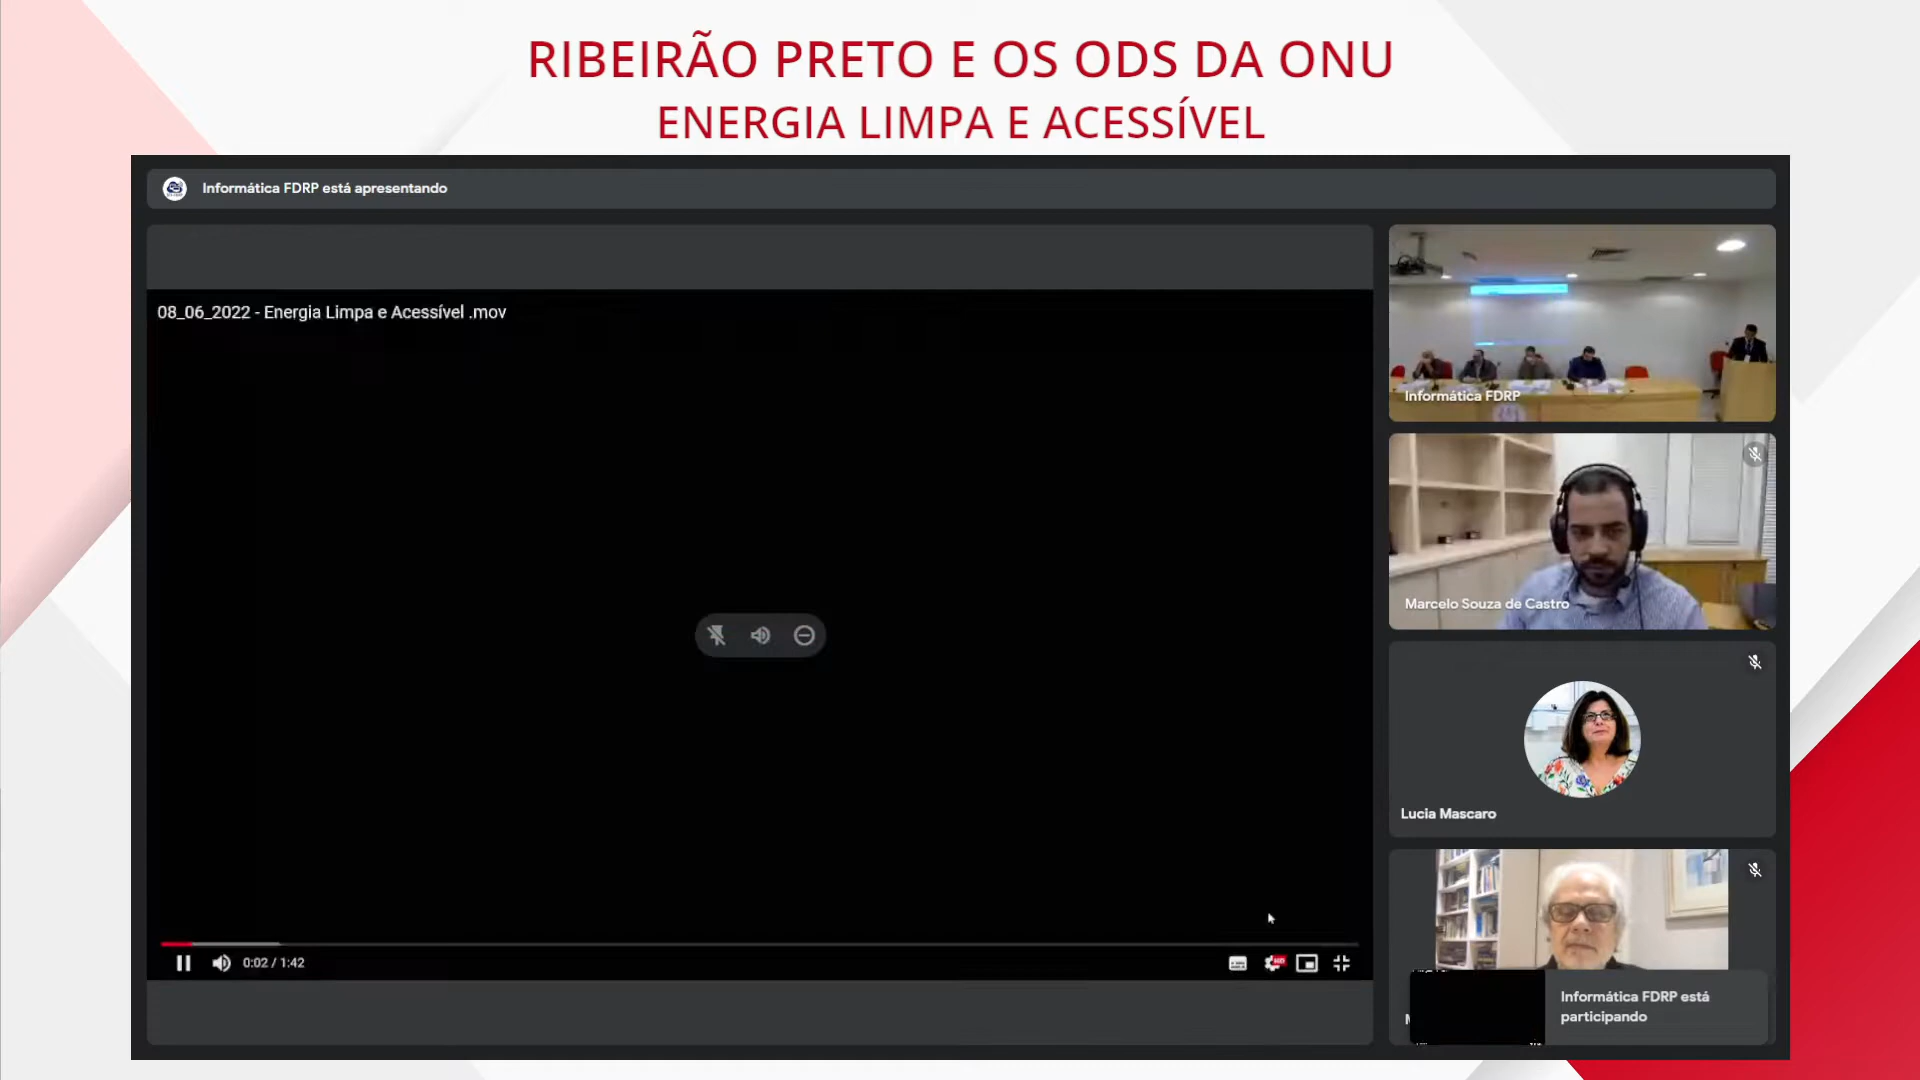 RIBEIRÃO PRETO E OS ODS DA ONU
ENERGIA LIMPA E ACESSÍVEL
Informática FDRP está apresentando
08_06_2022 - Energia Limpa e Acessível .mov
0:02 / 1:42
Informática FDRP
Marcelo Souza de Castro
Lucia Mascaro
Informática FDRP está
participando